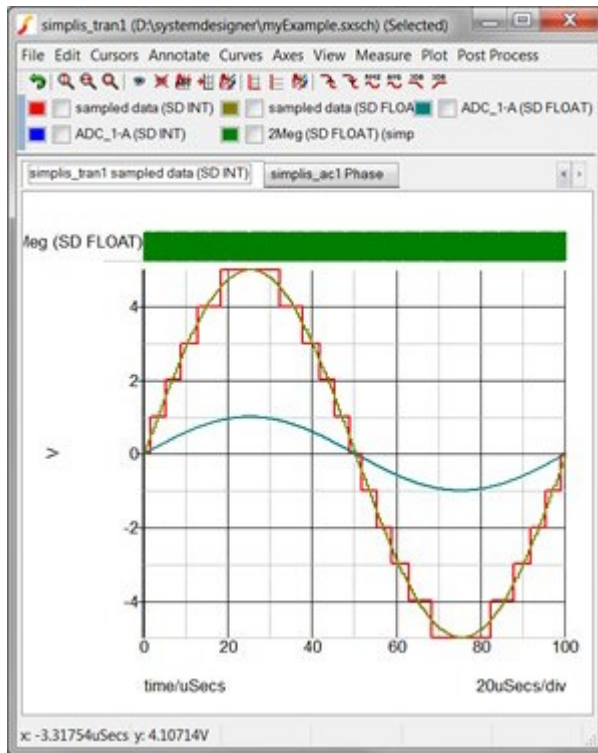 simplis_tran1 (D:\systemdesigner\myExample.sxsch) (Selected)
File Edit Cursors Annotate Curves Axes View Measure Plot Post Process
sampled data (SD INT) sampled data (SD FLOA ADC_1-A (SD FLOAT)
ADC_1-A (SD INT) 2Meg (SD FLOAT) (simp
simplis_tran1 sampled data (SD INT) simplis_ac1 Phase
Meg (SD FLOAT)
4
2
V
0
-2
-4
0 20 40 60 80 100
time/uSecs 20uSecs/div
x: -3.31754uSecs y: 4.10714V